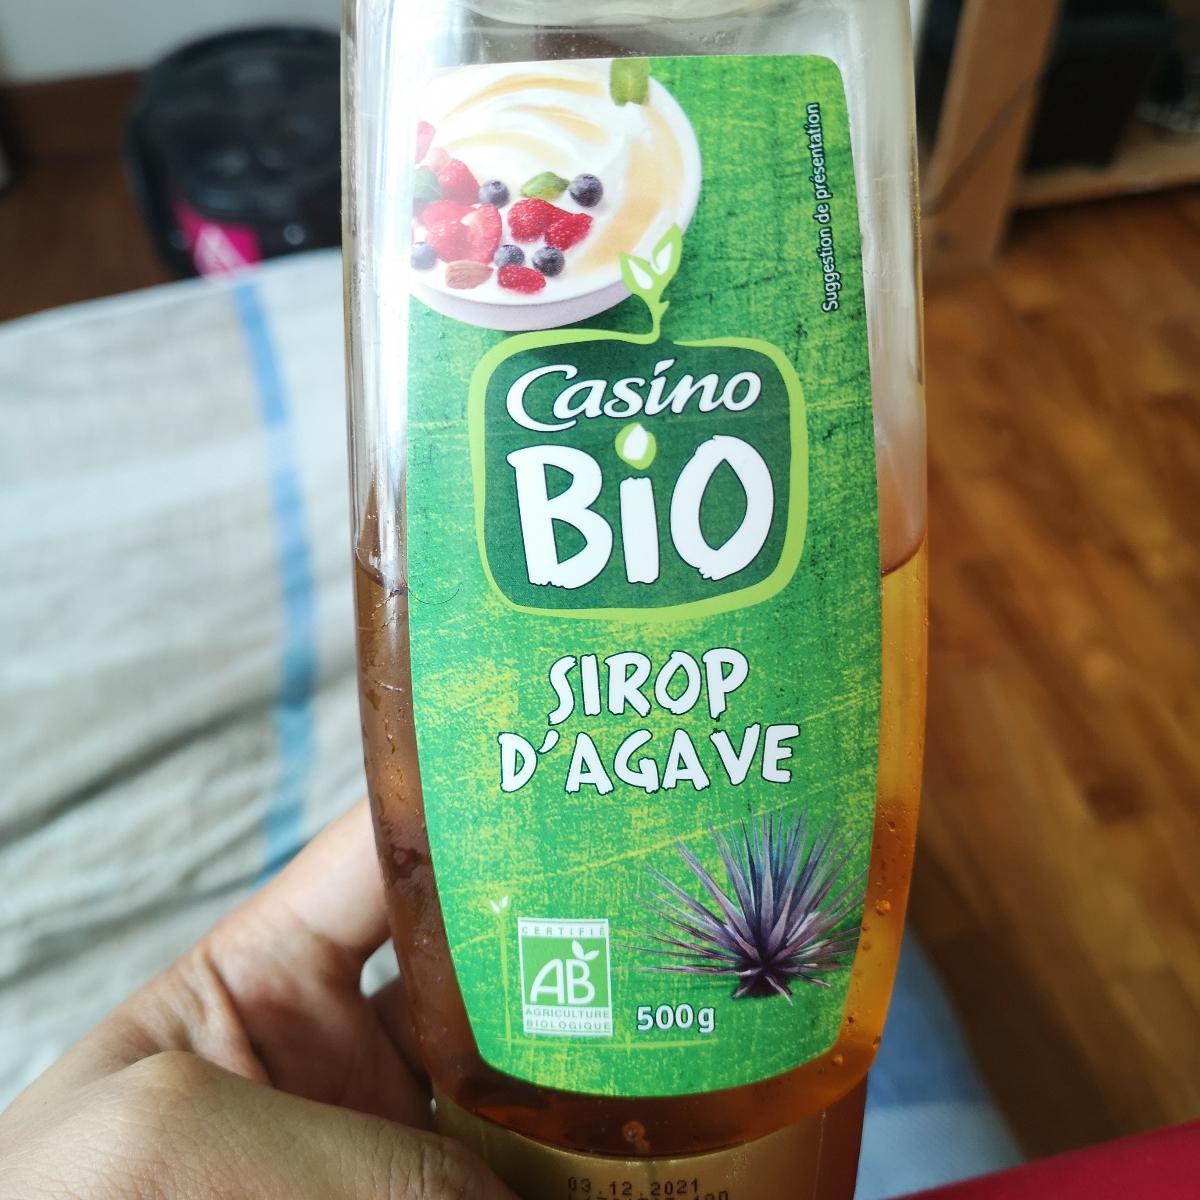 Suggestion de présentation
Casino
BiO
SIROP
D'AGAVE
CERTIFIÉ
AB
AGRICULTURE
BIOLOGIQUE
500g
03 12 2021